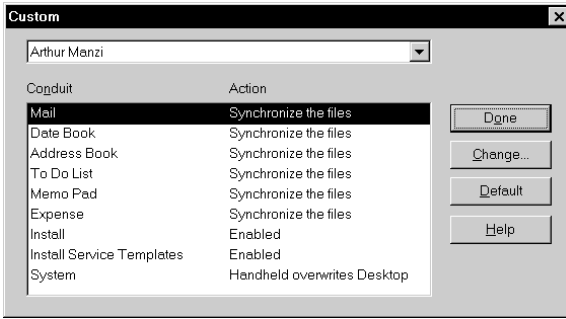 Custom
Arthur Manzi
Conduit Action
Mail Synchronize the files
Date Book Synchronize the files
Address Book Synchronize the files
To Do List Synchronize the files
Memo Pad Synchronize the files
Expense Synchronize the files
Install Enabled
Install Service Templates Enabled
System Handheld overwrites Desktop
Done
Change...
Default
Help